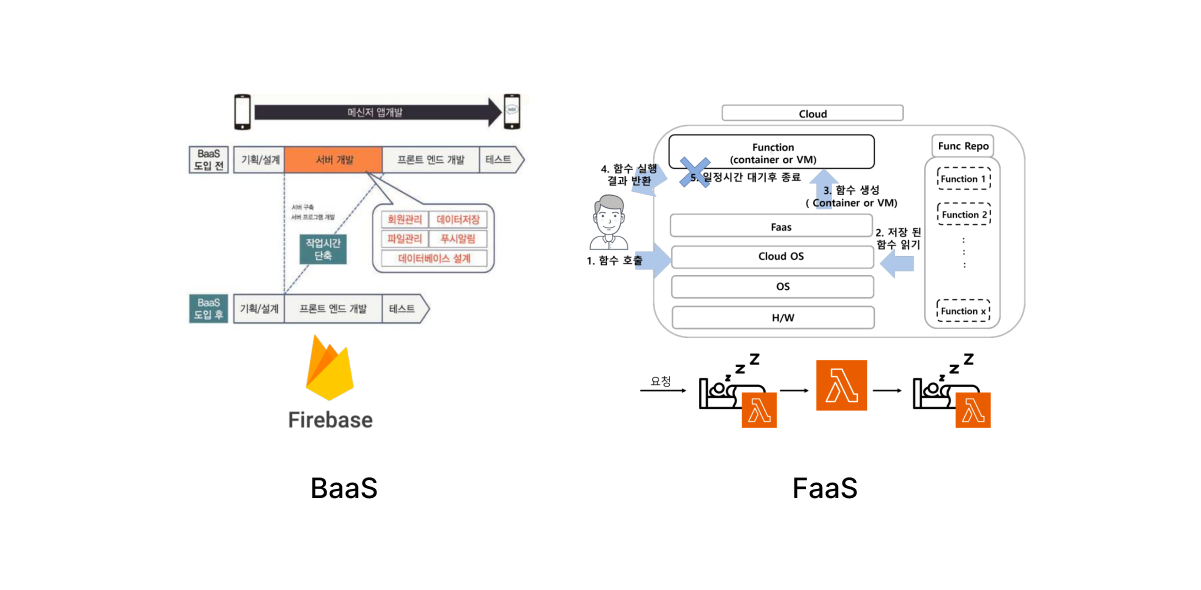 메신저 앱개발
BaaS
도입 전
기획/설계
서버 개발
프론트 엔드 개발
테스트
서버 구축
서버 프로그램 개발
작업시간
단축
회원관리
데이터저장
파일관리
푸시알림
데이터베이스 설계
BaaS
도입 후
기획/설계
프론트 엔드 개발
테스트
Firebase
BaaS
Cloud
Function
(container or VM)
Func Repo
Function 1
Function 2
Function x
4. 함수 실행
결과 반환
5. 일정시간 대기후 종료
3. 함수 생성
( Container or VM)
Faas
2. 저장 된
함수 읽기
1. 함수 호출
Cloud OS
OS
H/W
요청
z z Z
z z Z
FaaS